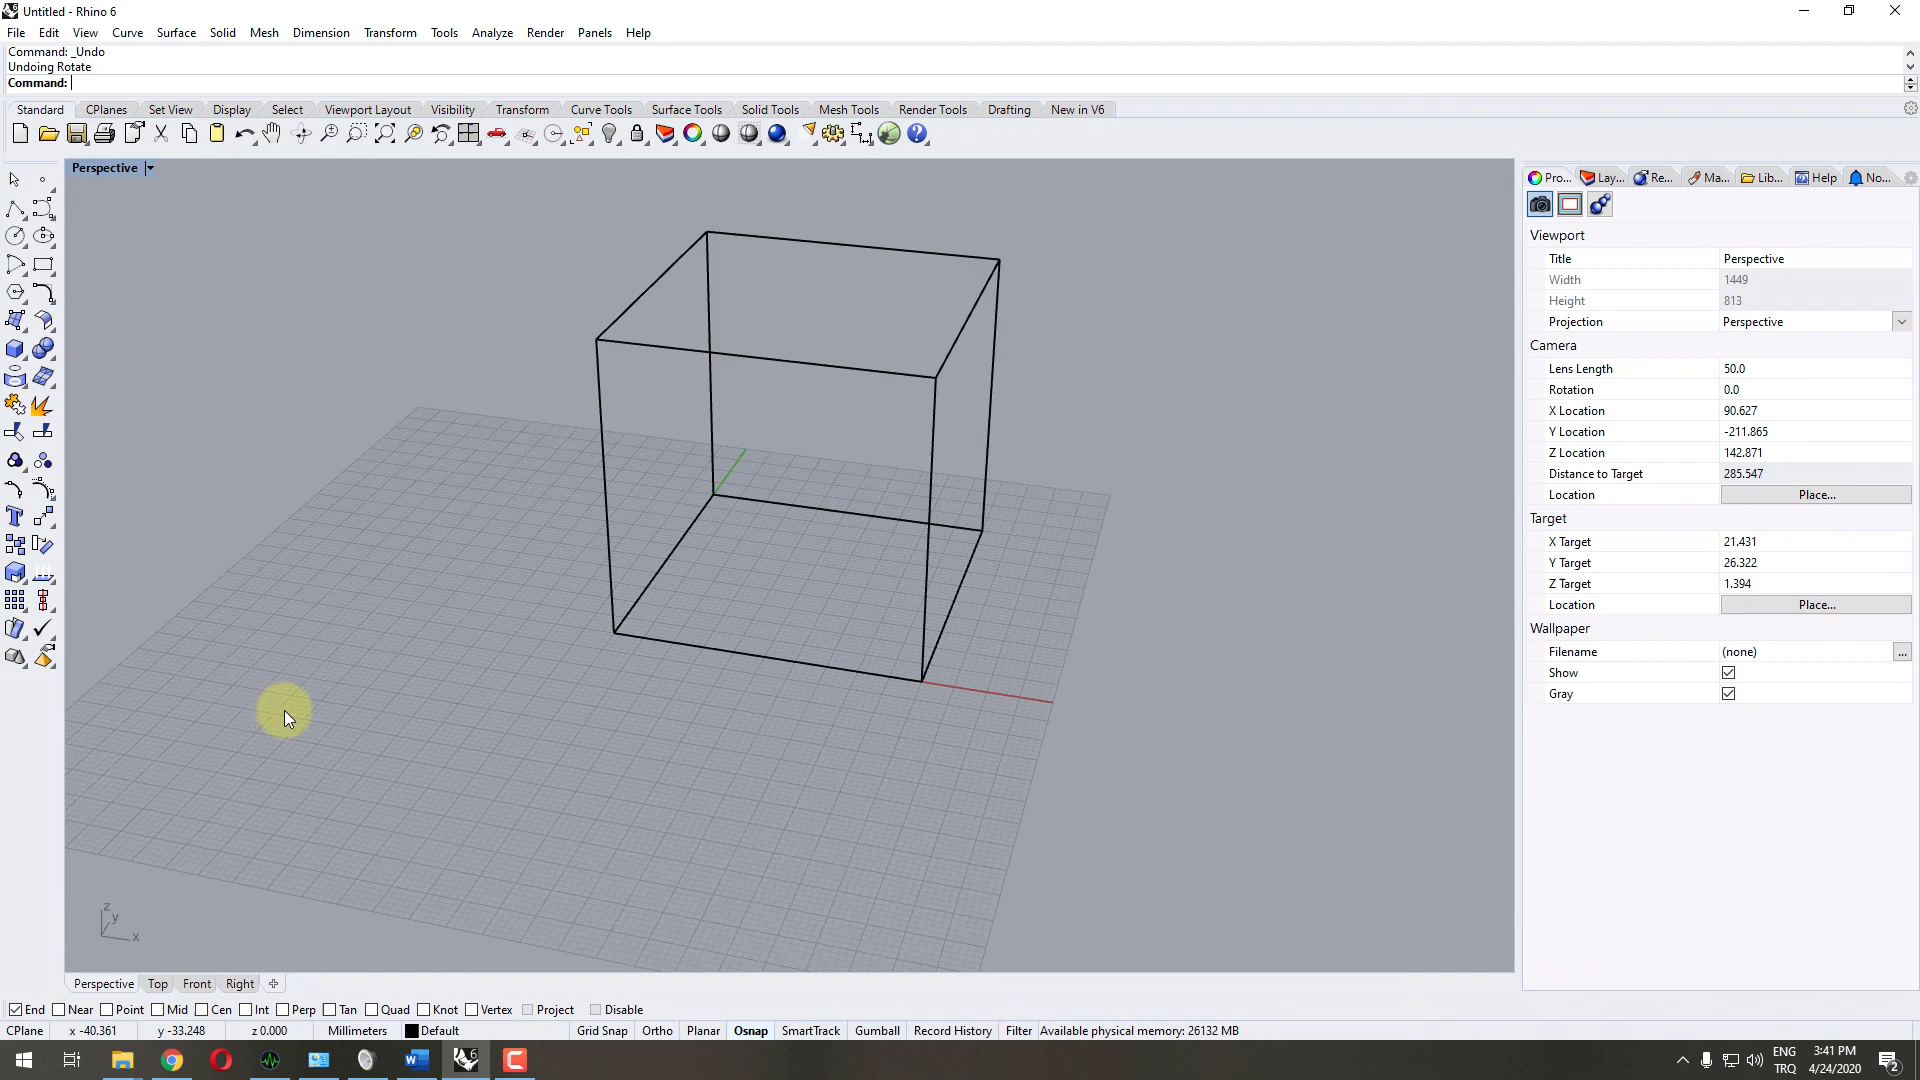 Untitled - Rhino 6
File Edit View Curve Surface Solid Mesh Dimension Transform Tools Analyze Render Panels Help
Command: _Undo
Undoing Rotate
Command:
Standard CPlanes Set View Display Select Viewport Layout Visibility Transform Curve Tools Surface Tools Solid Tools Mesh Tools Render Tools Drafting New in V6
Perspective
Pro... Lay... Re... Ma... Lib... Help No...
Viewport
Title Perspective
Width 1449
Height 813
Projection Perspective
Camera
Lens Length 50.0
Rotation 0.0
X Location 90.627
Y Location -211.865
Z Location 142.871
Distance to Target 285.547
Location Place...
Target
X Target 21.431
Y Target 26.322
Z Target 1.394
Location Place...
Wallpaper
Filename (none) ...
Show
Gray
z
y
x
Perspective Top Front Right
End Near Point Mid Cen Int Perp Tan Quad Knot Vertex Project Disable
CPlane x -40.361 y -33.248 z 0.000 Millimeters Default Grid Snap Ortho Planar Osnap SmartTrack Gumball Record History Filter Available physical memory: 26132 MB
ENG 3:41 PM
TRQ 4/24/2020
2